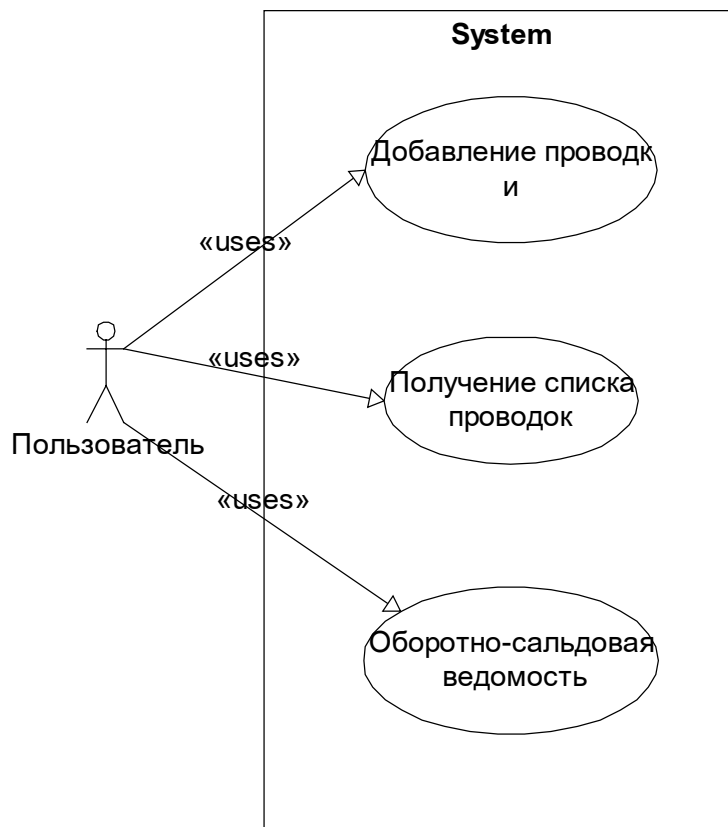 System
Добавление проводк
и
«uses»
«uses»
Получение списка
проводок
Пользователь
«uses»
Оборотно-сальдовая
ведомость